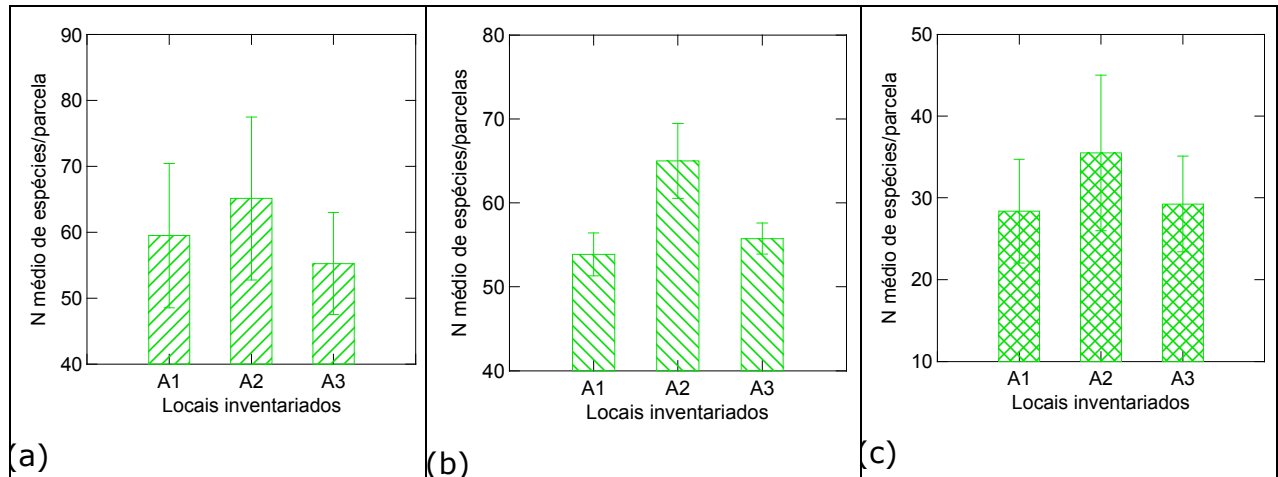 N médio de espécies/parcela
90
80
70
60
50
40
A1 A2 A3
Locais inventariados
(a)
N médio de espécies/parcelas
80
70
60
50
40
A1 A2 A3
Locais inventariados
(b)
N médio de espécies/parcela
50
40
30
20
10
A1 A2 A3
Locais inventariados
(c)